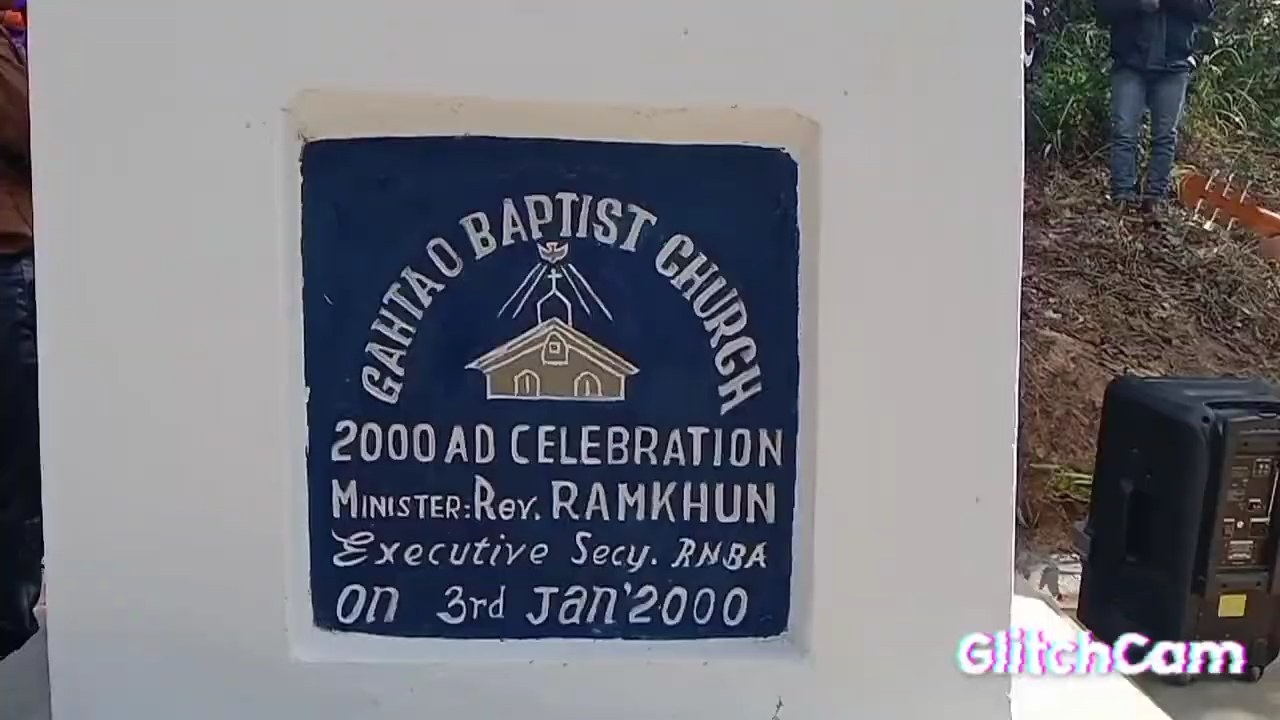 GAHTAO BAPTIST CHURCH
2000 AD CELEBRATION
MINISTER: Rev. RAMKHUN
Executive Secy. RNBA
on 3rd Jan'2000
GlitchCam